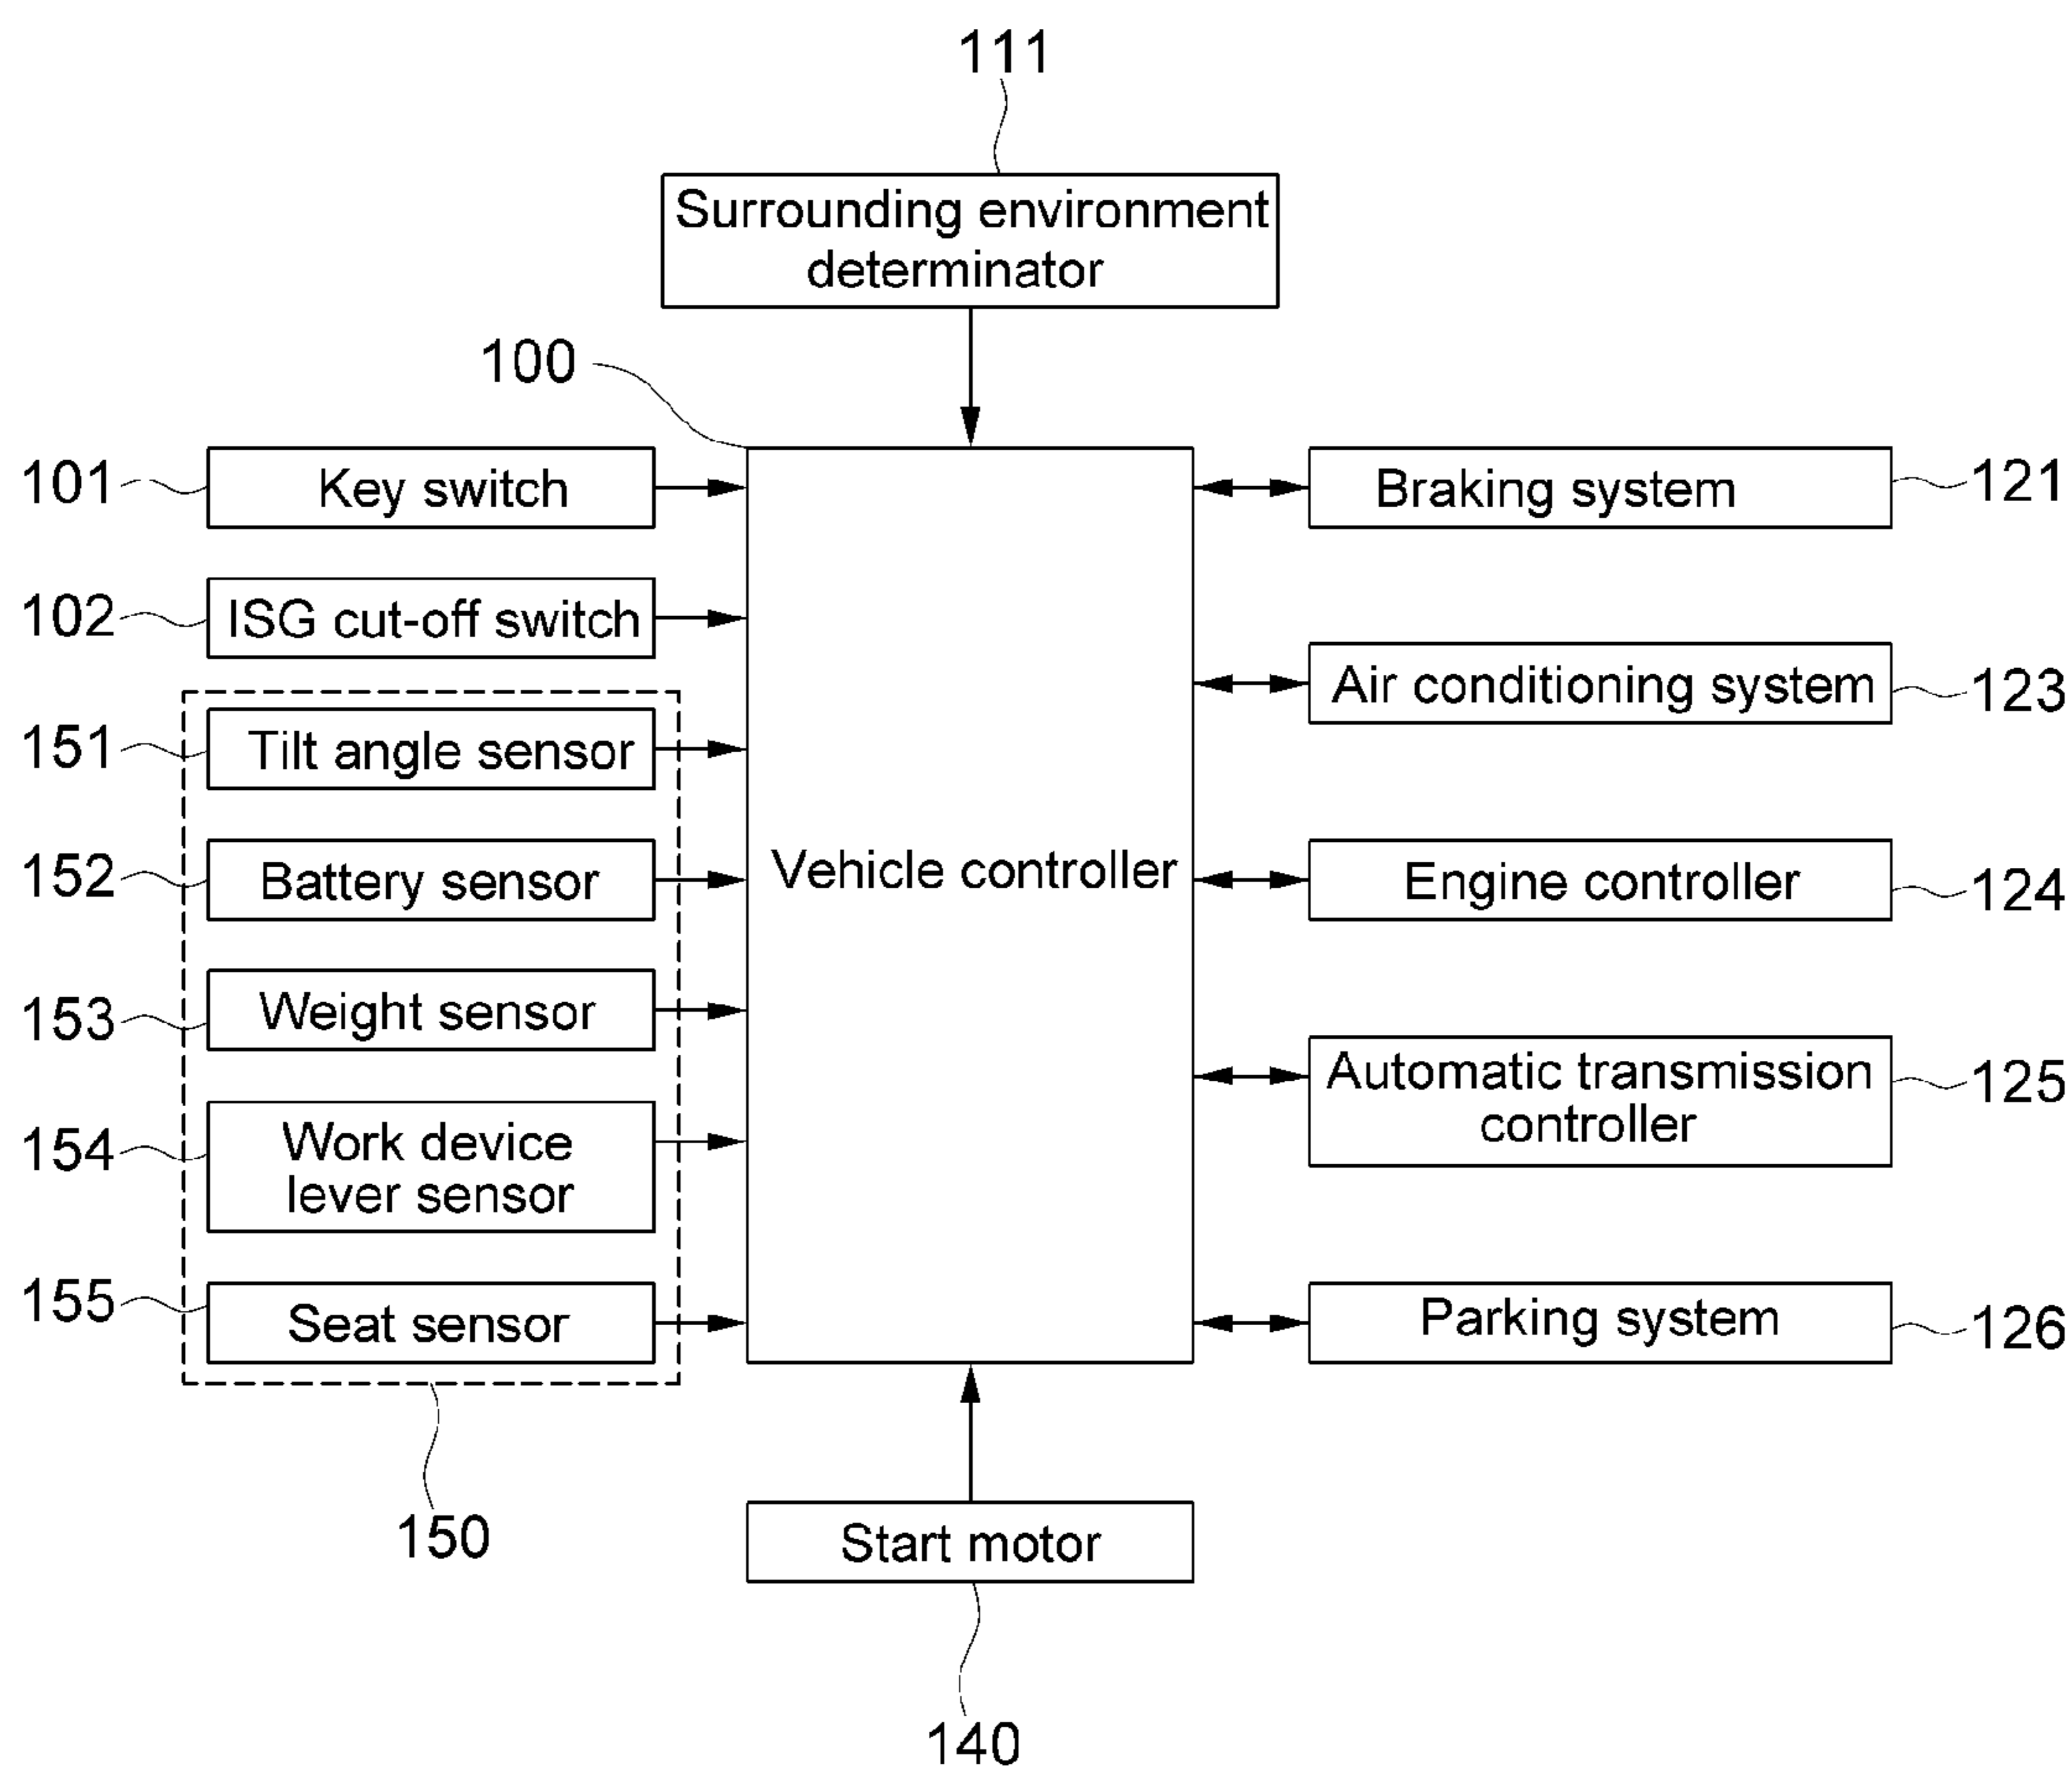 111
Surrounding environment
determinator
100
101
Key switch
Braking system
121
102
ISG cut-off switch
Air conditioning system
123
151
Tilt angle sensor
152
Battery sensor
Vehicle controller
Engine controller
124
153
Weight sensor
Automatic transmission
controller
125
154
Work device
lever sensor
155
Seat sensor
Parking system
126
150
Start motor
140